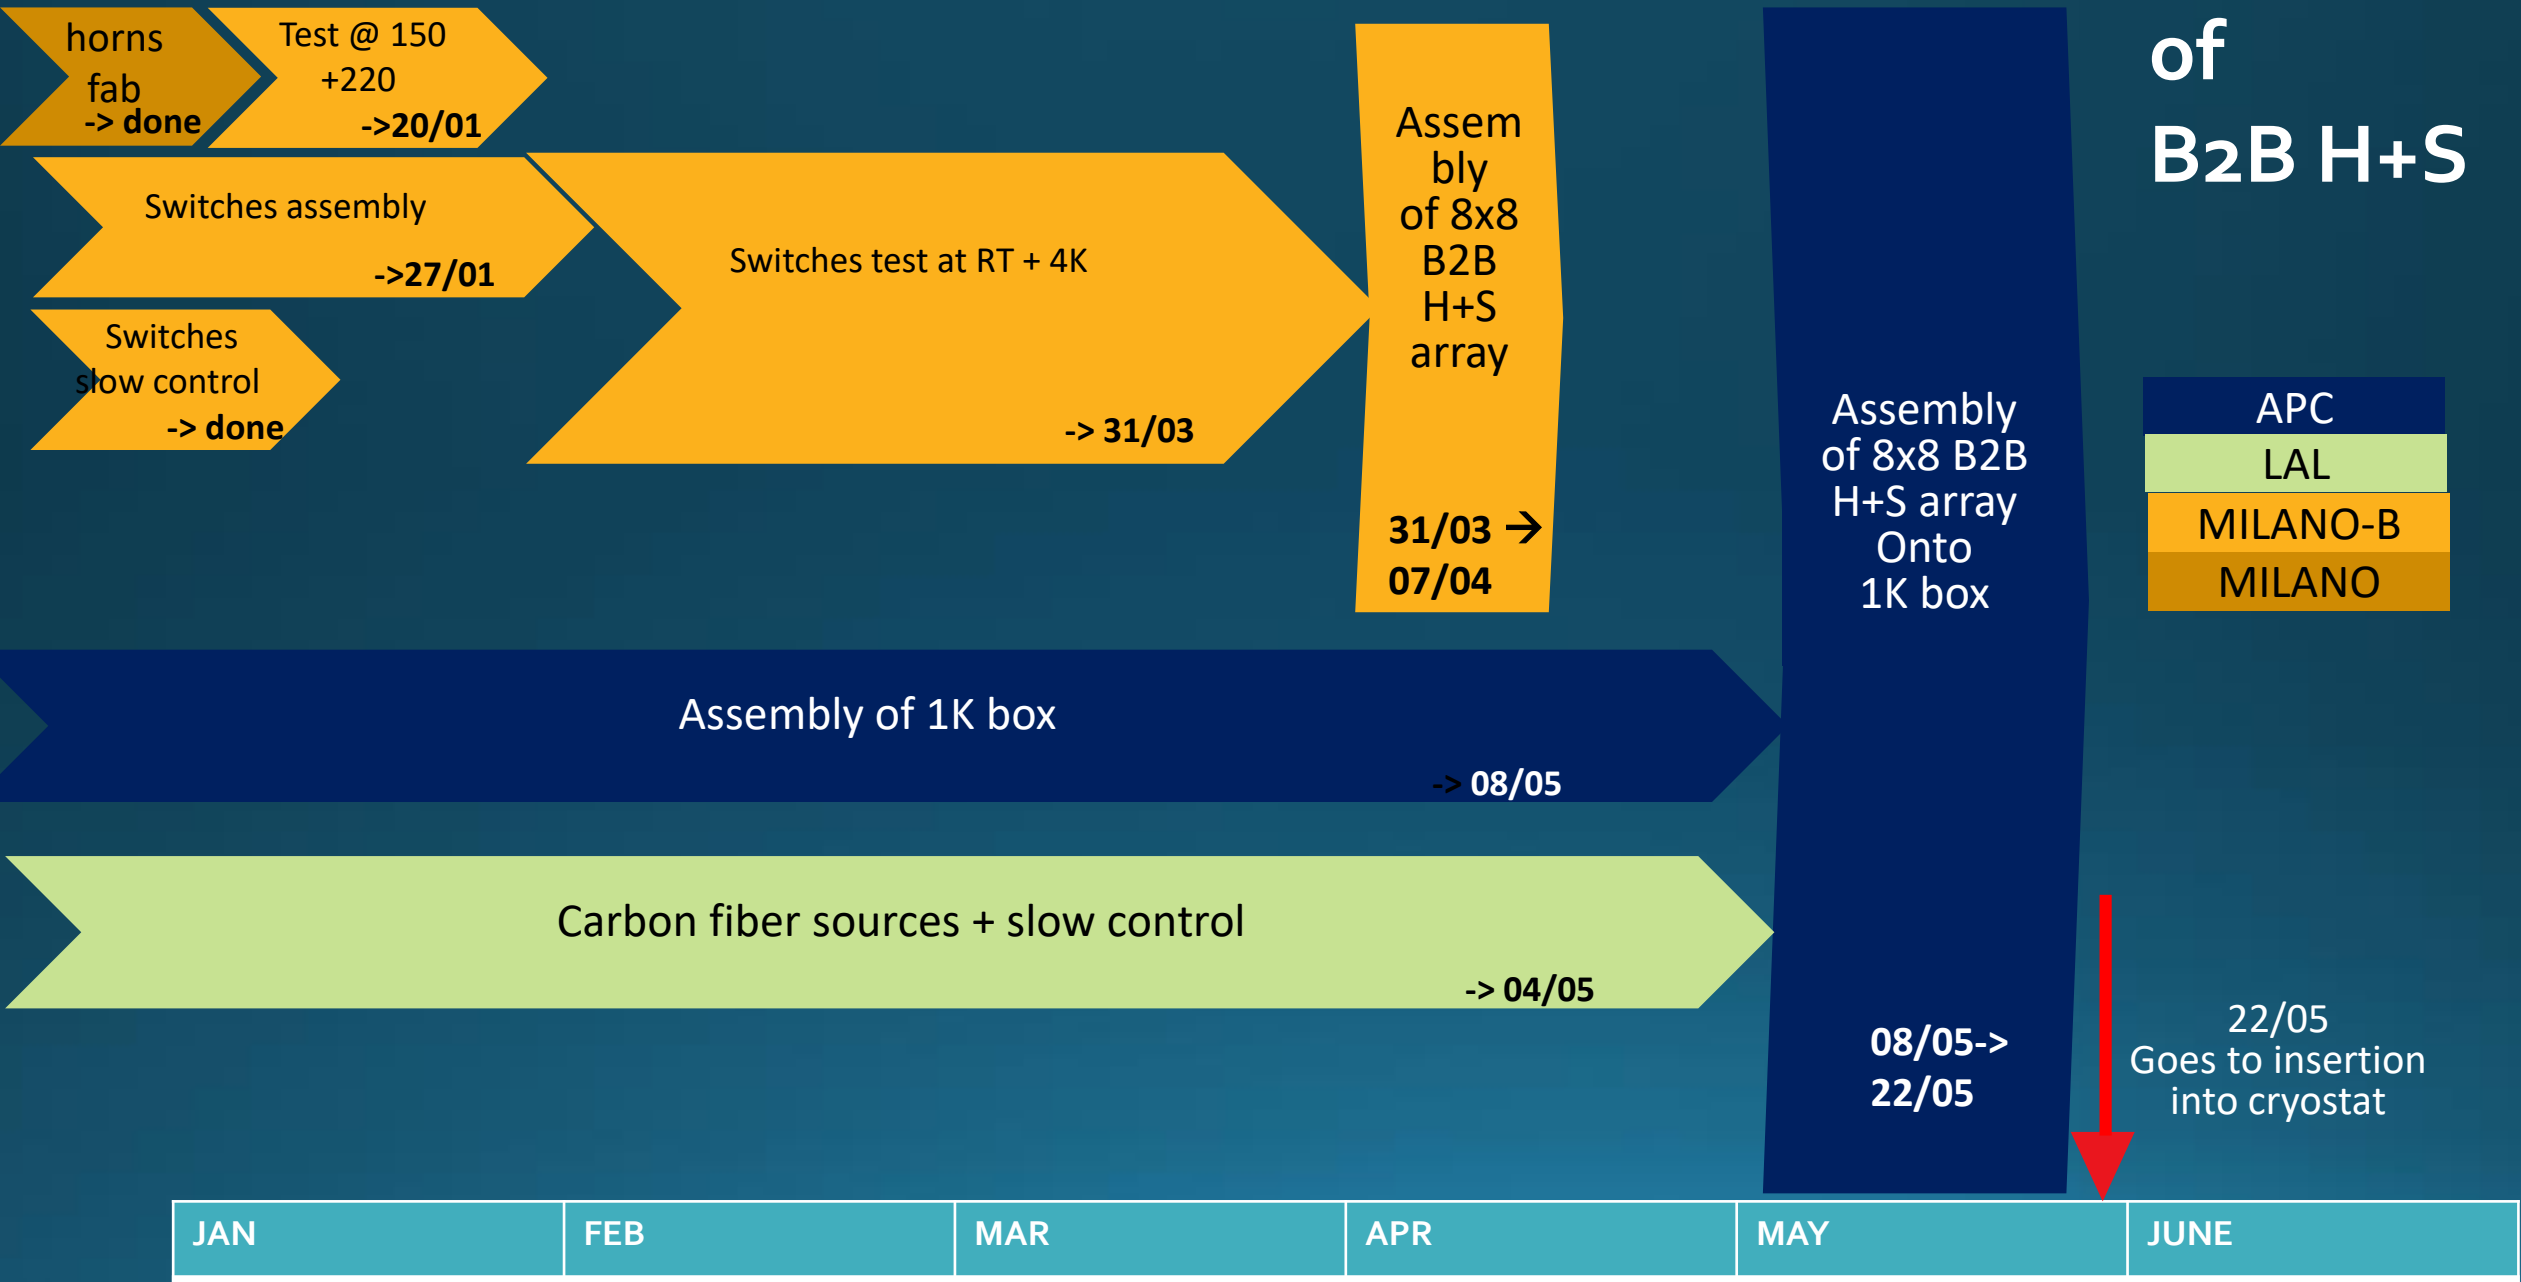 of
B2B H+S
horns
fab
-> done
Test @ 150
+220
->20/01
Switches assembly
->27/01
Switches
slow control
-> done
Switches test at RT + 4K
-> 31/03
Assem
bly
of 8x8
B2B
H+S
array
31/03 →
07/04
Assembly
of 8x8 B2B
H+S array
Onto
1K box
08/05->
22/05
APC
LAL
MILANO-B
MILANO
Assembly of 1K box
-> 08/05
Carbon fiber sources + slow control
-> 04/05
22/05
Goes to insertion
into cryostat
JAN FEB MAR APR MAY JUNE